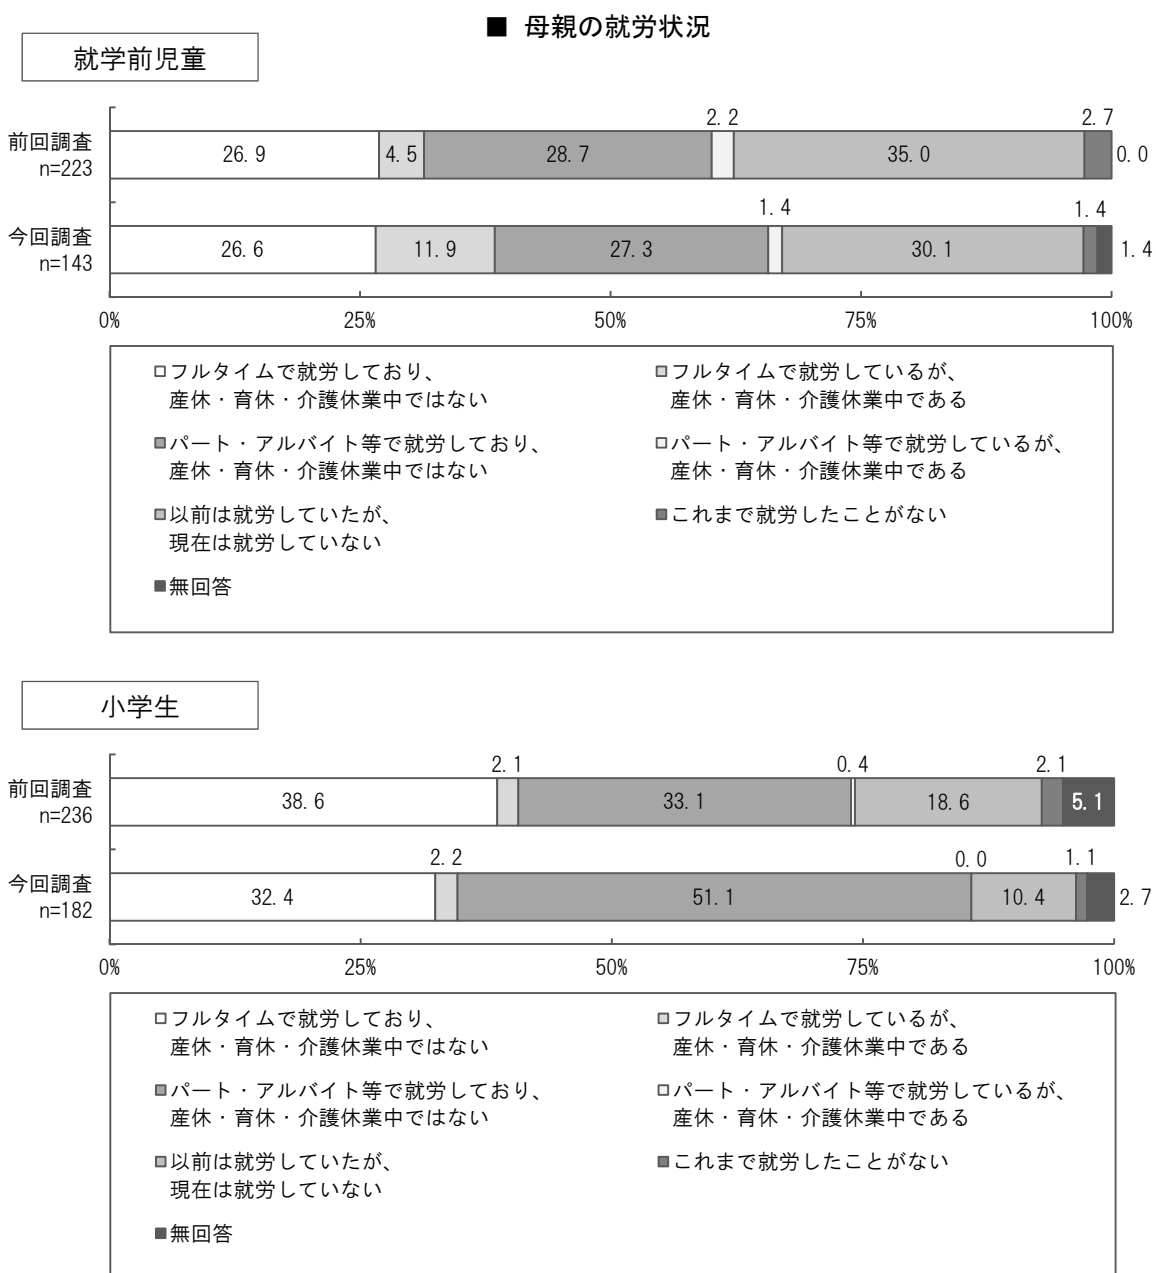 ■ 母親の就労状況
就学前児童
2.2 2.7
前回調査
n=223
26.9 4.5 28.7 35.0 0.0
1.4 1.4
今回調査
n=143
26.6 11.9 27.3 30.1 1.4
0% 25% 50% 75% 100%
フルタイムで就労しており、
産休・育休・介護休業中ではない
フルタイムで就労しているが、
産休・育休・介護休業中である
パート・アルバイト等で就労しており、
産休・育休・介護休業中ではない
パート・アルバイト等で就労しているが、
産休・育休・介護休業中である
以前は就労していたが、
現在は就労していない
これまで就労したことがない
無回答
小学生
2.1 0.4 2.1
前回調査
n=236
38.6 33.1 18.6 5.1
2.2 0.0 1.1
今回調査
n=182
32.4 51.1 10.4 2.7
0% 25% 50% 75% 100%
フルタイムで就労しており、
産休・育休・介護休業中ではない
フルタイムで就労しているが、
産休・育休・介護休業中である
パート・アルバイト等で就労しており、
産休・育休・介護休業中ではない
パート・アルバイト等で就労しているが、
産休・育休・介護休業中である
以前は就労していたが、
現在は就労していない
これまで就労したことがない
無回答